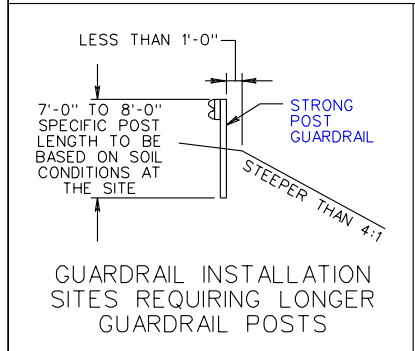 LESS THAN 1'-0"
7'-0" TO 8'-0"
SPECIFIC POST
LENGTH TO BE
BASED ON SOIL
CONDITIONS AT
THE SITE
STRONG
POST
GUARDRAIL
STEEPER THAN 4:1
GUARDRAIL INSTALLATION
SITES REQUIRING LONGER
GUARDRAIL POSTS